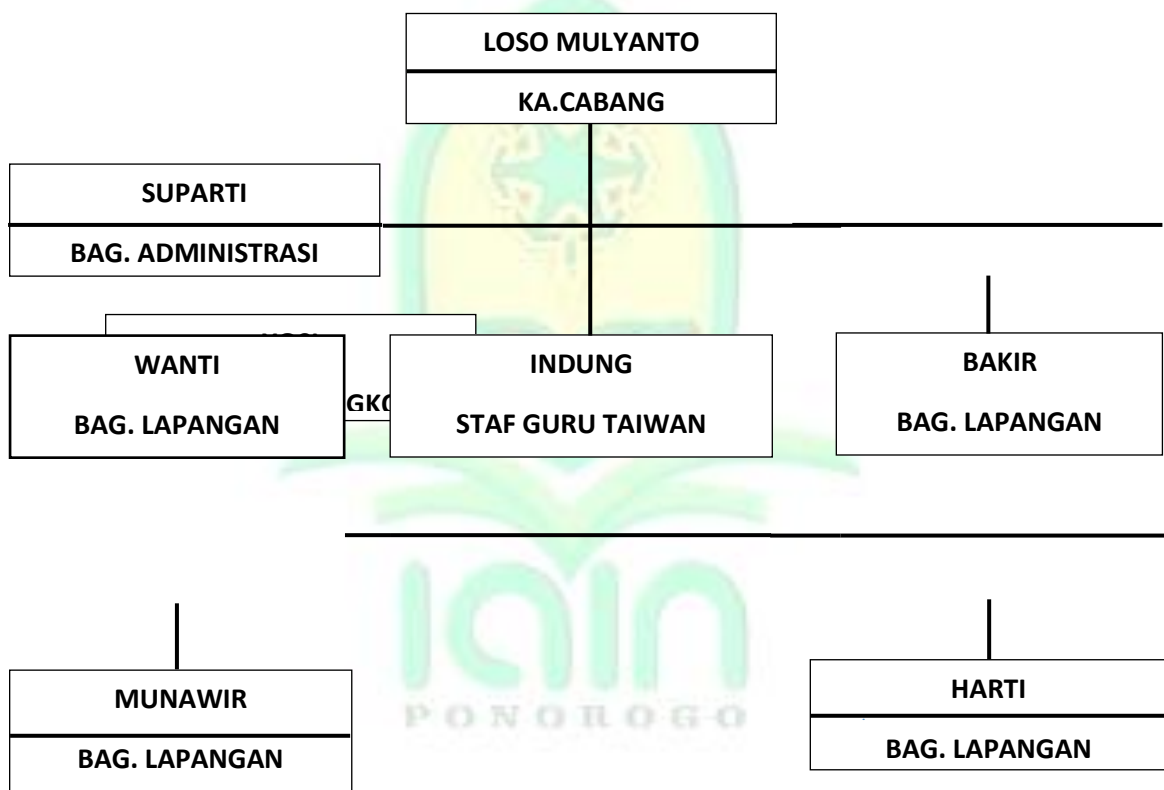 LOSO MULYANTO
KA.CABANG
SUPARTI
BAG. ADMINISTRASI
WANTI
BAG. LAPANGAN
INDUNG
STAF GURU TAIWAN
BAKIR
BAG. LAPANGAN
iain
PONOROGO
MUNAWIR
BAG. LAPANGAN
HARTI
BAG. LAPANGAN